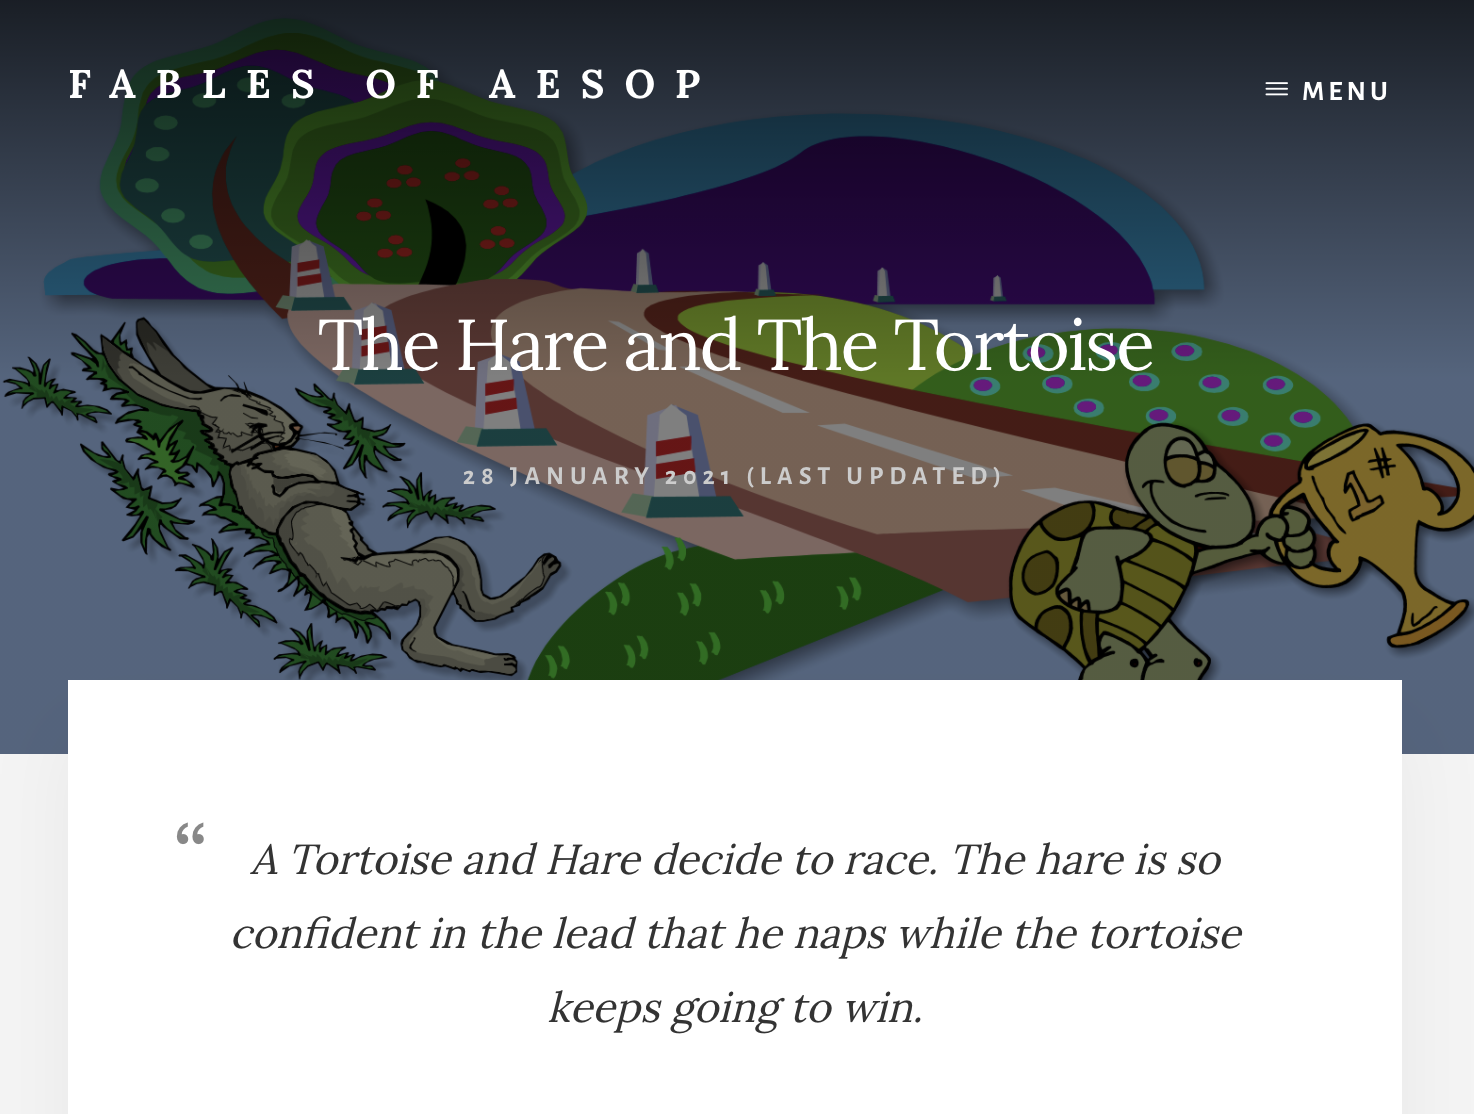 FABLES OF AESOP
MENU
The Hare and The Tortoise
28 JANUARY 2021 (LAST UPDATED)
1#
“
A Tortoise and Hare decide to race. The hare is so
confident in the lead that he naps while the tortoise
keeps going to win.